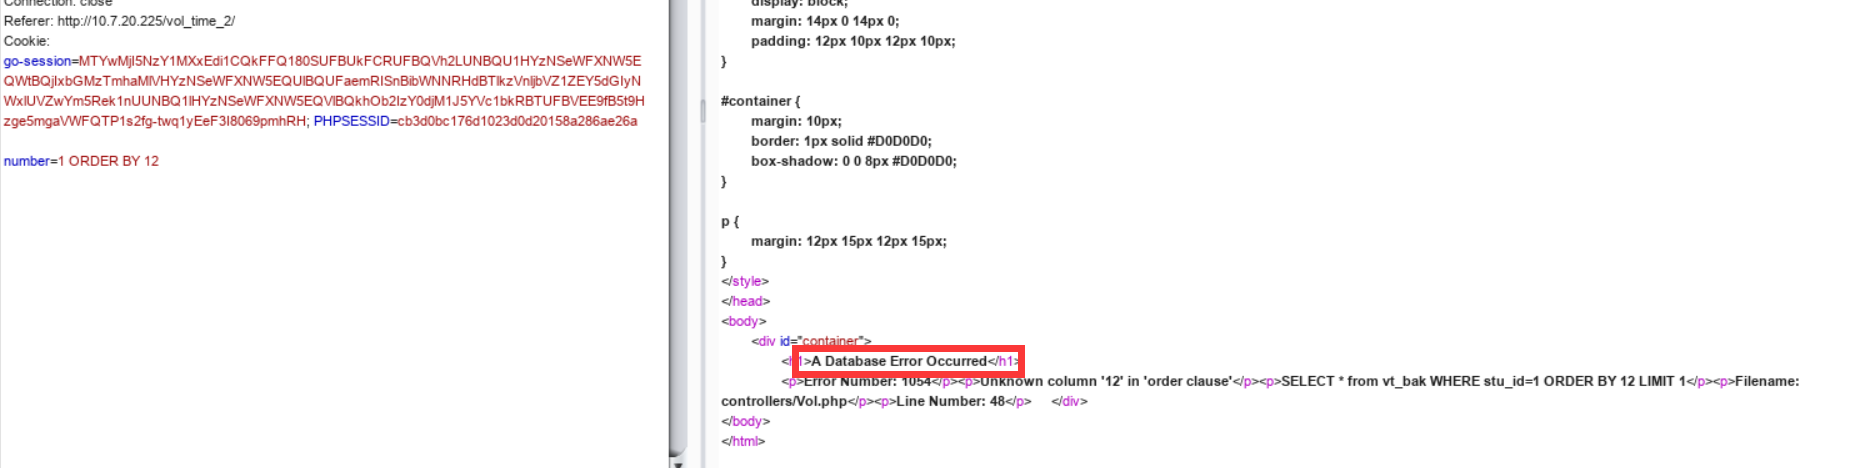 Connection: close
Referer: http://10.7.20.225/vol_time_2/
Cookie:
go-session=MTYwMjI5NzY1MXxEdi1CQkFFQ180SUFBUkFCRUFBQVh2LUNBQU1HYzNSeWFXNW5E
QWtBQjIxbGMzTmhaMlVHYzNSeWFXNW5EQUlBQUFaemRISnBibWNNRHdBTlkzVnljbVZ1ZEY5dGIyN
WxlUVZwYm5Rek1nUUNBQ1lHYzNSeWFXNW5EQVlBQkhOb2IzY0djM1J5YVc1bkRBTUFBVEE9fB5t9H
zge5mgaVWFQTP1s2fg-twq1yEeF3I8069pmhRH; PHPSESSID=cb3d0bc176d1023d0d20158a286ae26a
number=1 ORDER BY 12
display: block;
margin: 14px 0 14px 0;
padding: 12px 10px 12px 10px;
}
#container {
margin: 10px;
border: 1px solid #D0D0D0;
box-shadow: 0 0 8px #D0D0D0;
}
p {
margin: 12px 15px 12px 15px;
}
</style>
</head>
<body>
<div id="container">
<h1>A Database Error Occurred</h1>
<p>Error Number: 1054</p><p>Unknown column '12' in 'order clause'</p><p>SELECT * from vt_bak WHERE stu_id=1 ORDER BY 12 LIMIT 1</p><p>Filename:
controllers/Vol.php</p><p>Line Number: 48</p> </div>
</body>
</html>